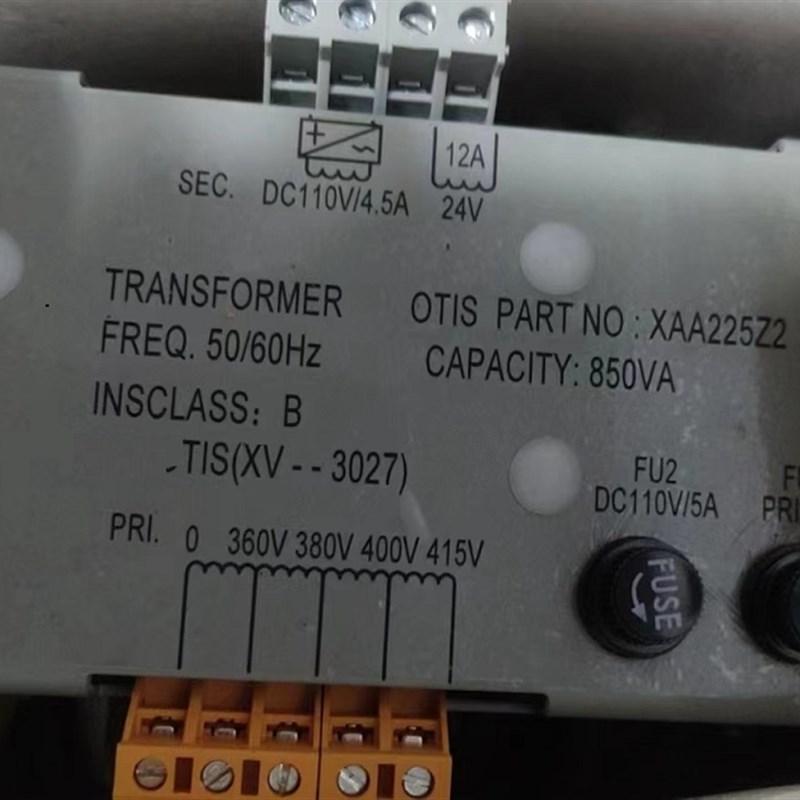 12A
SEC. DC110V/4.5A 24V
TRANSFORMER
FREQ. 50/60Hz
INSCLASS: B
OTIS PART NO : XAA225Z2
CAPACITY: 850VA
TIS(XV - - 3027)
FU2
DC110V/5A
PRI. 0 360V 380V 400V 415V
FUSE
PRI